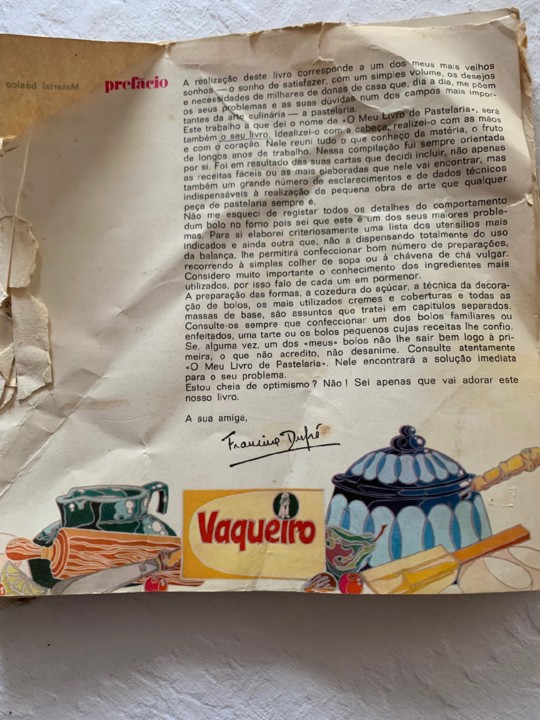 Material básico
prefácio
A realização deste livro corresponde a um dos meus mais velhos
sonhos — o sonho de satisfazer, com um simples volume, os desejos
e necessidades de milhares de donas de casa que, dia a dia, me põem
os seus problemas e as suas dúvidas num dos campos mais impor-
tantes da arte culinária — a pastelaria.
Este trabalho a que dei o nome de «O Meu Livro de Pastelaria», será
também o seu livro. Idealizei-o com a cabeça, realizei-o com as mãos
e com o coração. Nele reuni tudo o que conheço da matéria, o fruto
de longos anos de trabalho. Nessa compilação fui sempre orientada
por si. Foi em resultado das suas cartas que decidi incluir, não apenas
as receitas fáceis ou as mais elaboradas que nele vai encontrar, mas
também um grande número de esclarecimentos e de dados técnicos
indispensáveis à realização da pequena obra de arte que qualquer
peça de pastelaria sempre é.
Não me esqueci de registar todos os detalhes do comportamento
dum bolo no forno pois sei que este é um dos seus maiores proble-
mas. Para si elaborei criteriosamente uma lista dos utensílios mais
indicados e ainda outra que, não a dispensando totalmente do uso
da balança, lhe permitirá confeccionar bom número de preparações,
recorrendo à simples colher de sopa ou à chávena de chá vulgar.
Considero muito importante o conhecimento dos ingredientes mais
utilizados, por isso falo de cada um em pormenor.
A preparação das formas, a cozedura do açúcar, a técnica da decora-
ção de bolos, os mais utilizados cremes e coberturas e todas as
massas de base, são assuntos que tratei em capítulos separados.
Consulte-os sempre que confeccionar um dos bolos familiares ou
enfeitados, uma tarte ou os bolos pequenos cujas receitas lhe confio.
Se, alguma vez, um dos «meus» bolos não lhe sair bem logo à pri-
meira, o que não acredito, não desanime. Consulte atentamente
«O Meu Livro de Pastelaria». Nele encontrará a solução imediata
para o seu problema.
Estou cheia de optimismo? Não! Sei apenas que vai adorar este
nosso livro.
A sua amiga,
Francine Dupré
Vaqueiro